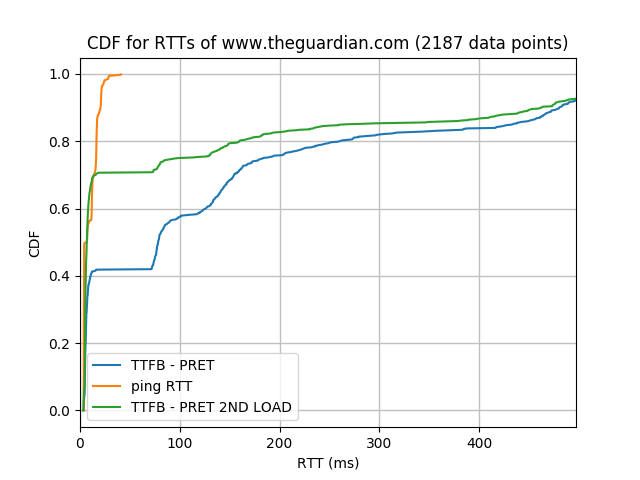 CDF for RTTs of www.theguardian.com (2187 data points)
1.0
0.8
0.6
0.4
0.2
0.0
CDF
TTFB - PRET
ping RTT
TTFB - PRET 2ND LOAD
0 100 200 300 400
RTT (ms)